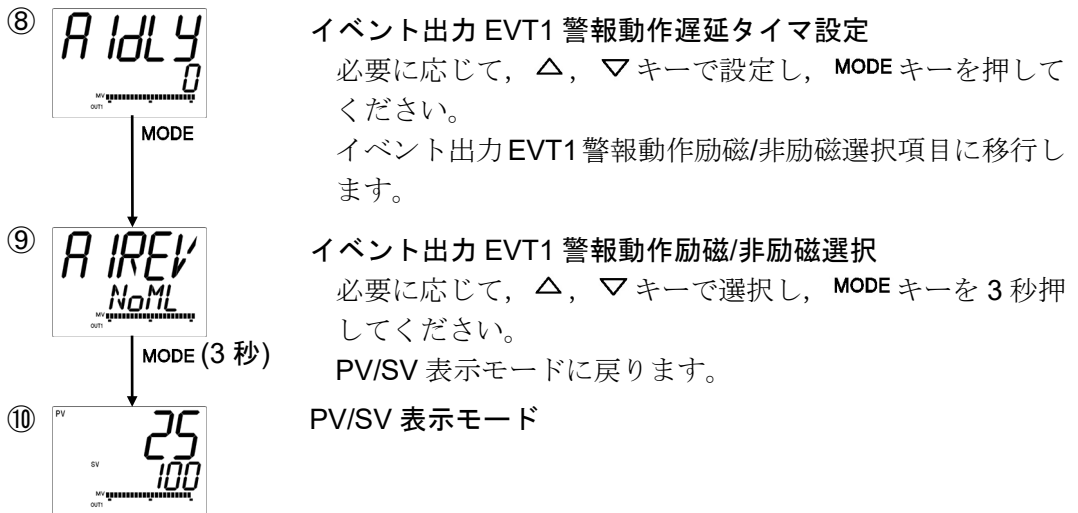 ⑧
A1dLY
0
MV
OUT1
イベント出力 EVT1 警報動作遅延タイマ設定
必要に応じて，△，▽キーで設定し，MODE キーを押して
ください。
イベント出力 EVT1 警報動作励磁/非励磁選択項目に移行し
ます。
MODE
⑨
A1REV
NoML
MV
OUT1
イベント出力 EVT1 警報動作励磁/非励磁選択
必要に応じて，△，▽キーで選択し，MODE キーを 3 秒押
してください。
PV/SV 表示モードに戻ります。
MODE (3 秒)
⑩
PV
25
SV
100
MV
OUT1
PV/SV 表示モード